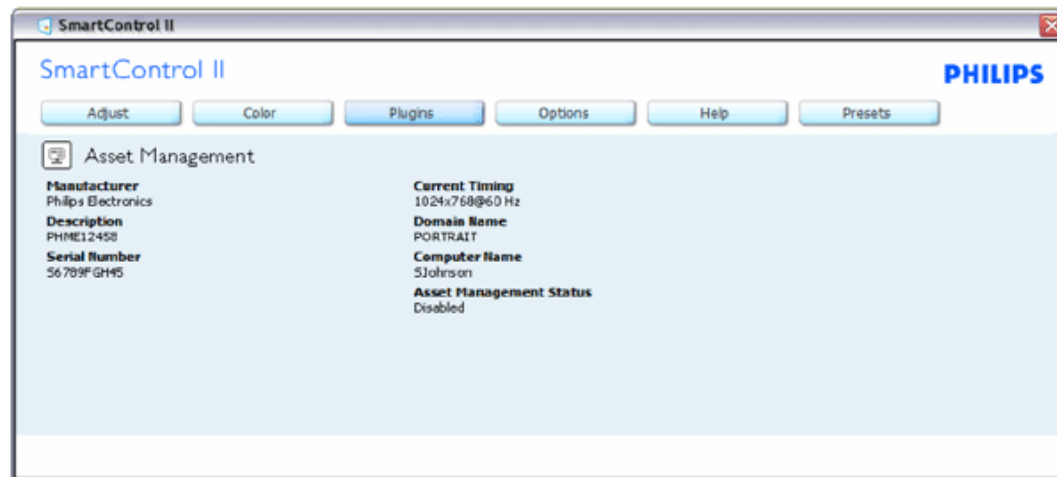 SmartControl II
SmartControl II
PHILIPS
Adjust Color Plugins Options Help Presets
Asset Management
Manufacturer
Philips Electronics
Description
PHME12458
Serial Number
56789FGH45
Current Timing
1024x768@60 Hz
Domain Name
PORTRAIT
Computer Name
SJohnson
Asset Management Status
Disabled